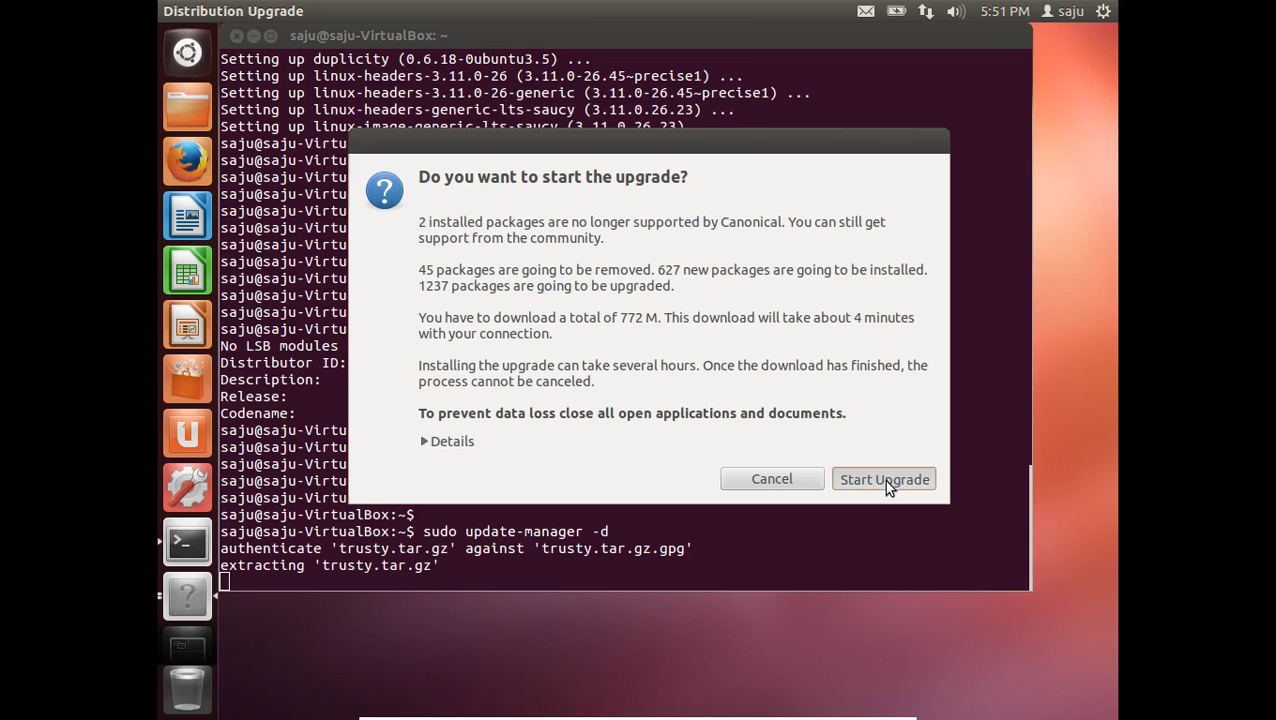 Distribution Upgrade
5:51 PM saju
saju@saju-VirtualBox: ~
Setting up duplicity (0.6.18-0ubuntu3.5) ...
Setting up linux-headers-3.11.0-26 (3.11.0-26.45~precise1) ...
Setting up linux-headers-3.11.0-26-generic (3.11.0-26.45~precise1) ...
Setting up linux-headers-generic-lts-saucy (3.11.0.26.23) ...
Setting up linux-image-generic-lts-saucy (3.11.0.26.23) ...
saju@saju-Virtu
saju@saju-Virtu
saju@saju-Virtu
saju@saju-Virtu
saju@saju-Virtu
saju@saju-Virtu
saju@saju-Virtu
saju@saju-Virtu
saju@saju-Virtu
saju@saju-Virtu
saju@saju-Virtu
saju@saju-Virtu
No LSB modules
Distributor ID:
Description:
Release:
Codename:
saju@saju-Virtu
saju@saju-Virtu
saju@saju-Virtu
saju@saju-Virtu
saju@saju-Virtu
saju@saju-VirtualBox:~$
saju@saju-VirtualBox:~$ sudo update-manager -d
authenticate 'trusty.tar.gz' against 'trusty.tar.gz.gpg'
extracting 'trusty.tar.gz'
Do you want to start the upgrade?
2 installed packages are no longer supported by Canonical. You can still get
support from the community.
45 packages are going to be removed. 627 new packages are going to be installed.
1237 packages are going to be upgraded.
You have to download a total of 772 M. This download will take about 4 minutes
with your connection.
Installing the upgrade can take several hours. Once the download has finished, the
process cannot be canceled.
To prevent data loss close all open applications and documents.
Details
Cancel
Start Upgrade